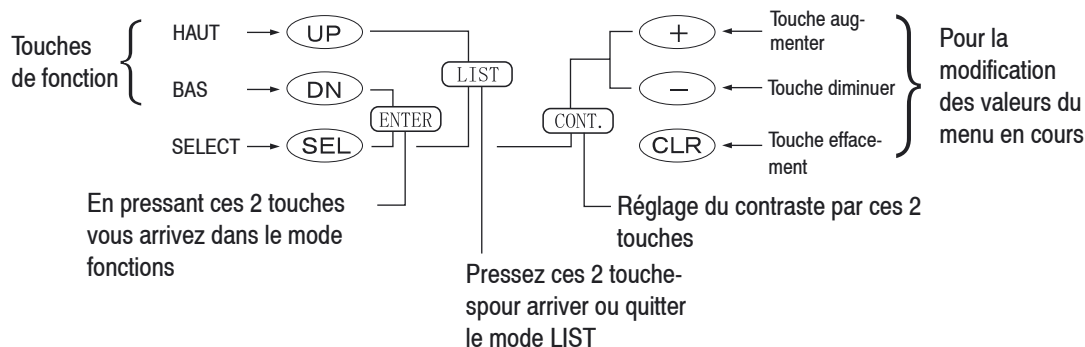 Touches
de fonction
HAUT
UP
BAS
DN
SELECT
SEL
LIST
ENTER
En pressant ces 2 touches
vous arrivez dans le mode
fonctions
Pressez ces 2 touche-
spour arriver ou quitter
le mode LIST
CONT.
+
Touche aug-
menter
−
Touche diminuer
CLR
Touche efface-
ment
Pour la
modification
des valeurs du
menu en cours
Réglage du contraste par ces 2
touches